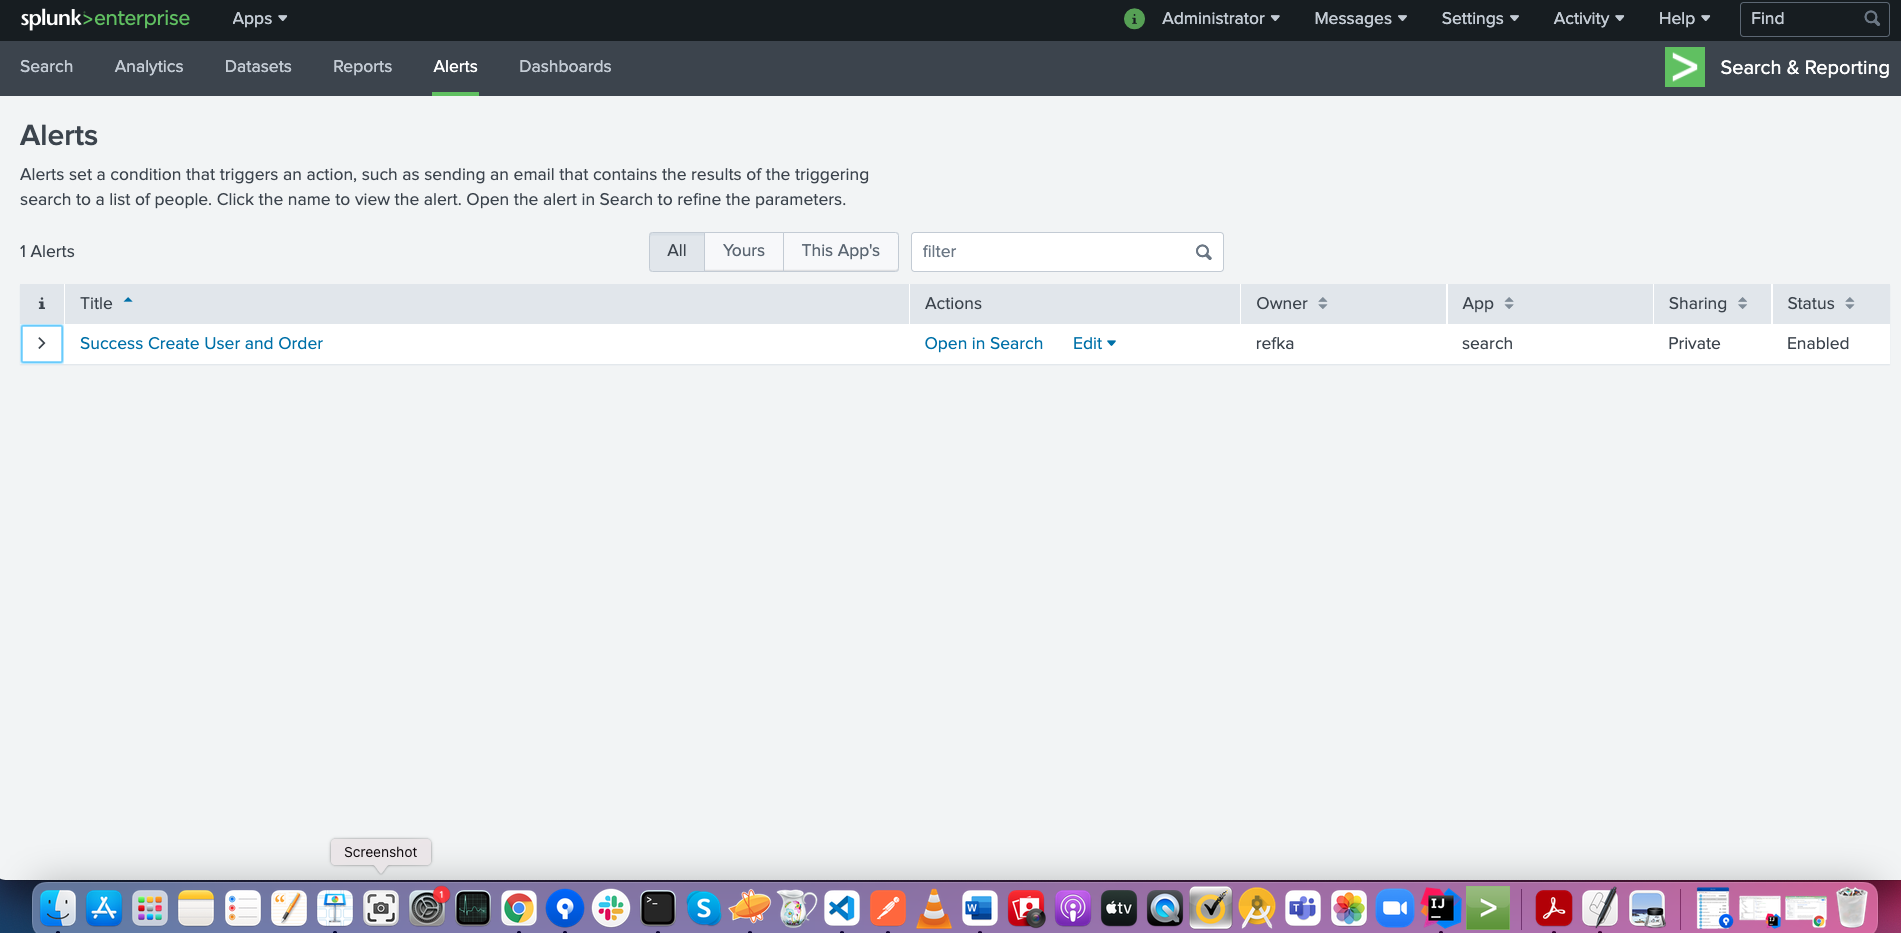 splunk>enterprise Apps i Administrator Messages Settings Activity Help Find
Search Analytics Datasets Reports Alerts Dashboards > Search & Reporting
Alerts
Alerts set a condition that triggers an action, such as sending an email that contains the results of the triggering
search to a list of people. Click the name to view the alert. Open the alert in Search to refine the parameters.
1 Alerts All Yours This App's filter
i Title Actions Owner App Sharing Status
> Success Create User and Order Open in Search Edit refka search Private Enabled
Screenshot
1
>_ S W tv T IJ >